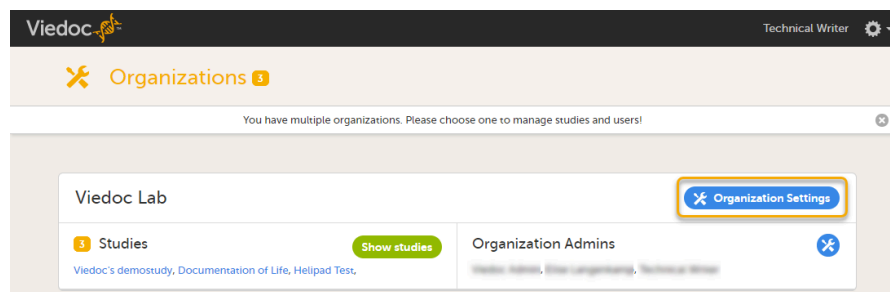 Viedoc
Technical Writer
Organizations 3
You have multiple organizations. Please choose one to manage studies and users!
Viedoc Lab
Organization Settings
3 Studies
Show studies
Organization Admins
Viedoc's demostudy, Documentation of Life, Helipad Test,